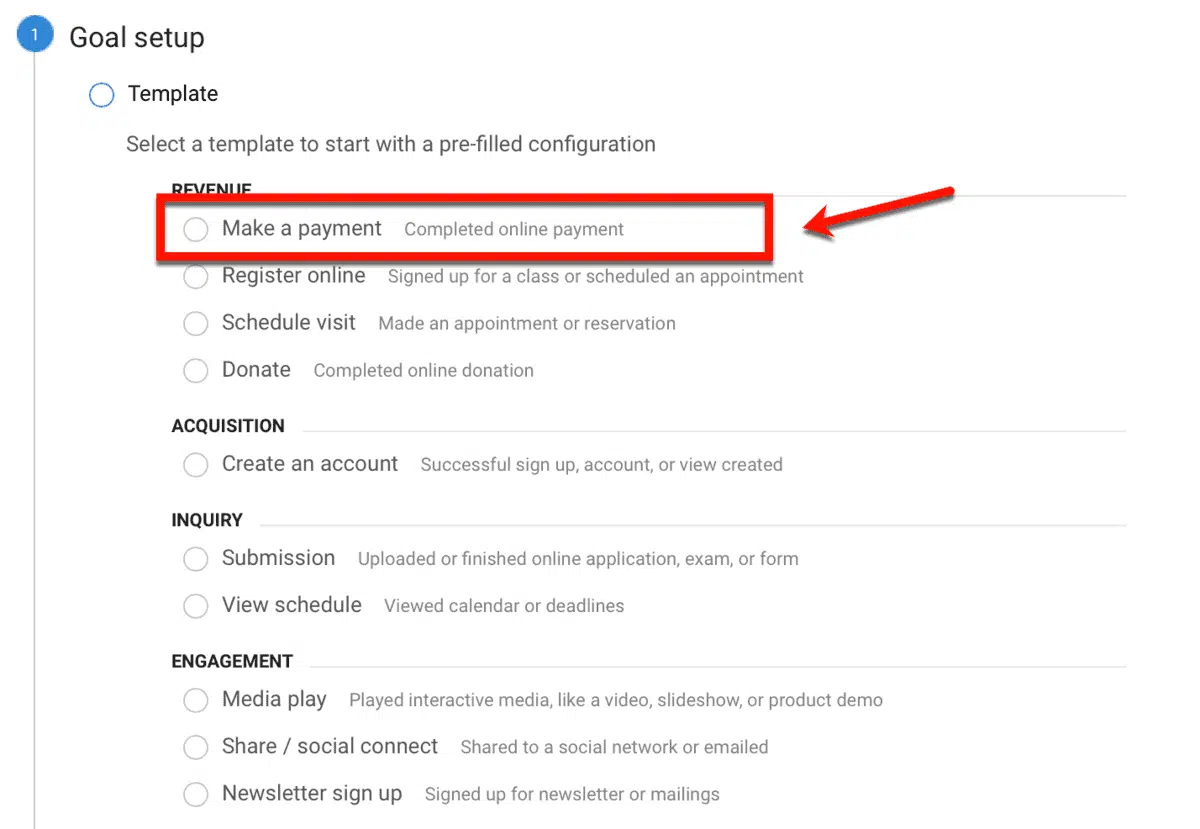 1 Goal setup
Template
Select a template to start with a pre-filled configuration
REVENUE
Make a payment Completed online payment
Register online Signed up for a class or scheduled an appointment
Schedule visit Made an appointment or reservation
Donate Completed online donation
ACQUISITION
Create an account Successful sign up, account, or view created
INQUIRY
Submission Uploaded or finished online application, exam, or form
View schedule Viewed calendar or deadlines
ENGAGEMENT
Media play Played interactive media, like a video, slideshow, or product demo
Share / social connect Shared to a social network or emailed
Newsletter sign up Signed up for newsletter or mailings